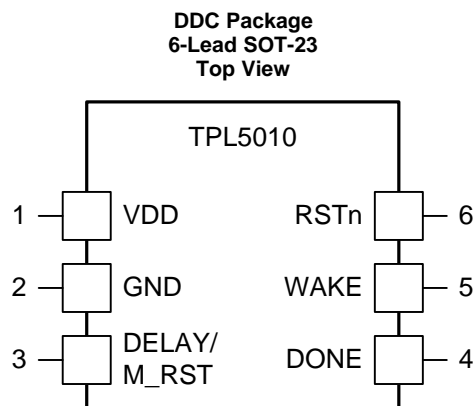 DDC Package
6-Lead SOT-23
Top View
TPL5010
1 VDD RSTn 6
2 GND WAKE 5
3 DELAY/
M_RST DONE 4